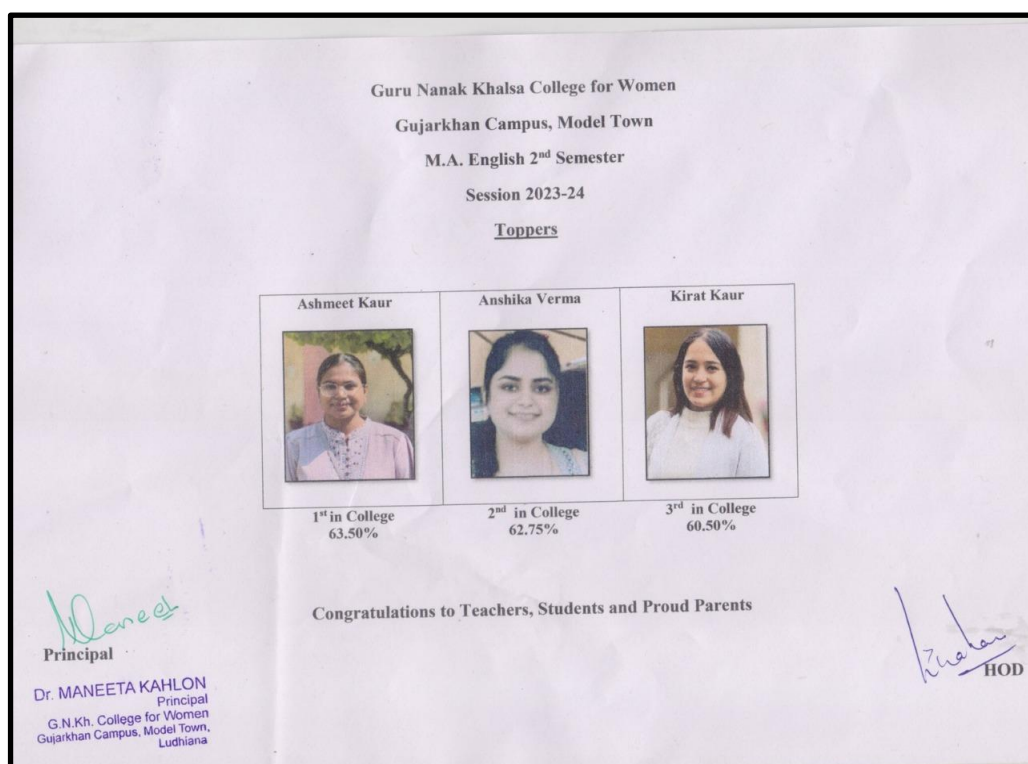 Guru Nanak Khalsa College for Women
Gujarkhan Campus, Model Town
M.A. English 2nd Semester
Session 2023-24
Toppers
Ashmeet Kaur
Anshika Verma
Kirat Kaur
1st in College
63.50%
2nd in College
62.75%
3rd in College
60.50%
Congratulations to Teachers, Students and Proud Parents
Maneet
Principal
Dr. MANEETA KAHLON
Principal
G.N.Kh. College for Women
Gujarkhan Campus, Model Town,
Ludhiana
HOD